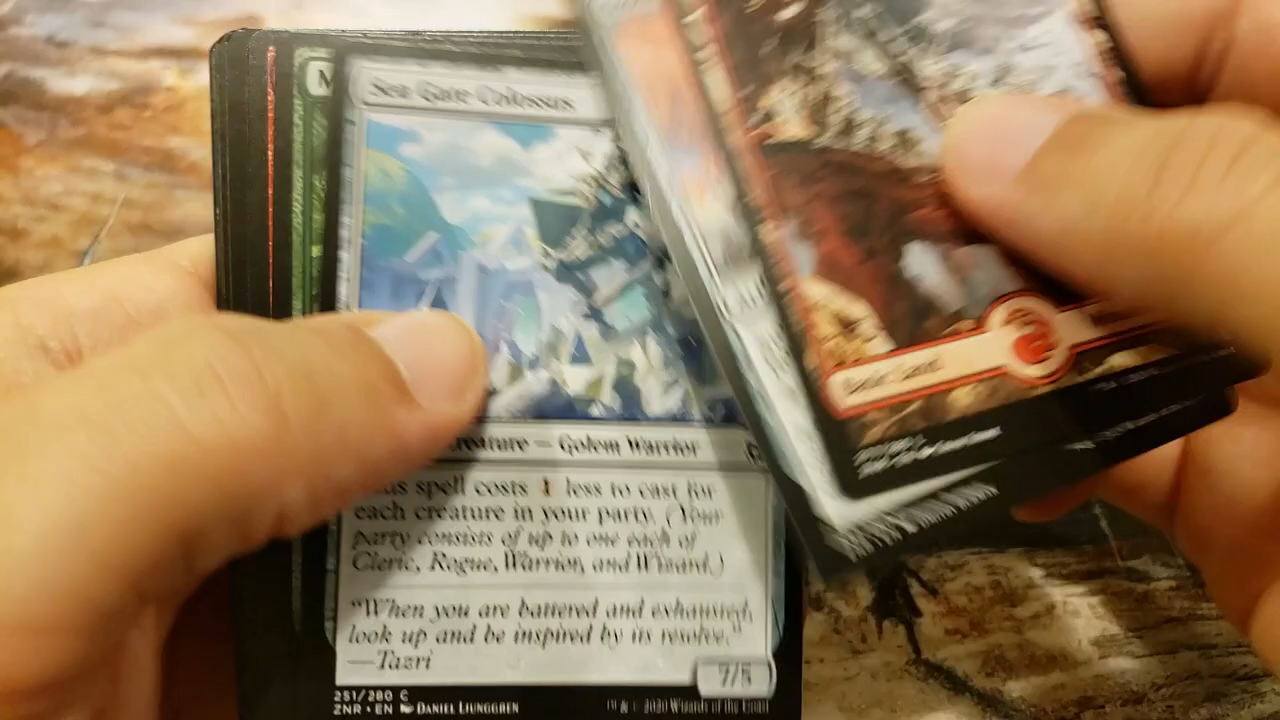 Sea Gate Colossus
Creature — Golem Warrior
spell costs 1 less to cast for
each creature in your party. (Your
party consists of up to one each of
Cleric, Rogue, Warrior, and Wizard.)
"When you are battered and exhausted,
look up and be inspired by its resolve."
—Tazri
7/5
251/280 C
ZNR • EN DANIEL LJUNGGREN
™ & © 2020 Wizards of the Coast
Basic Land